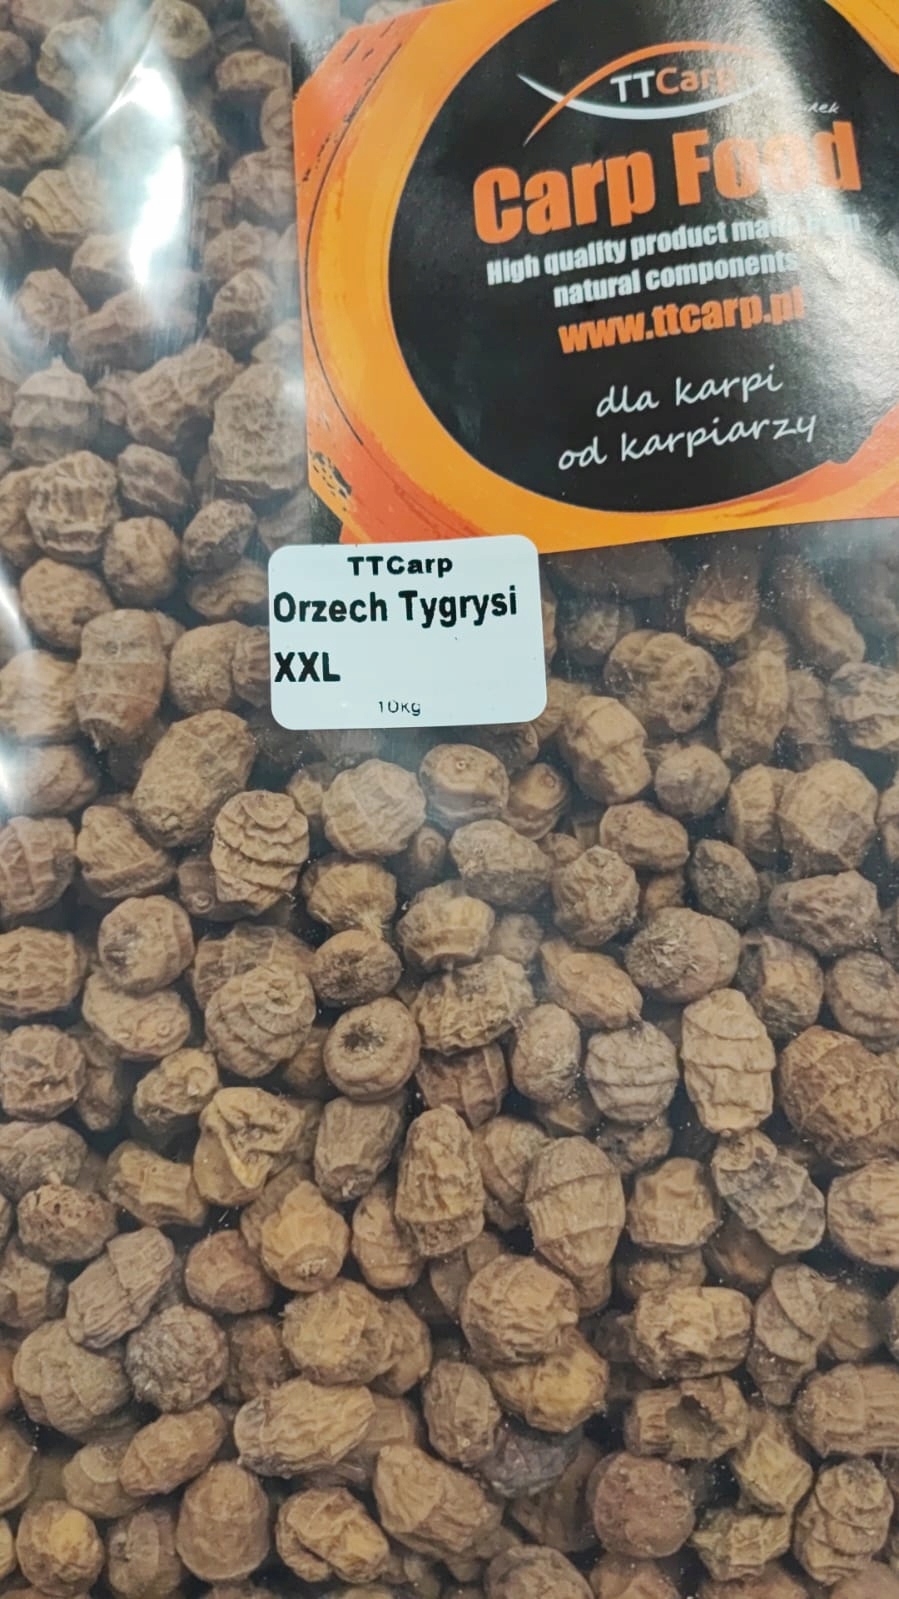 TTCarp
Carp Food
High quality product made from
natural components
www.ttcarp.pl
dla karpi
od karpiarzy
TTCarp
Orzech Tygrysi
XXL
10kg